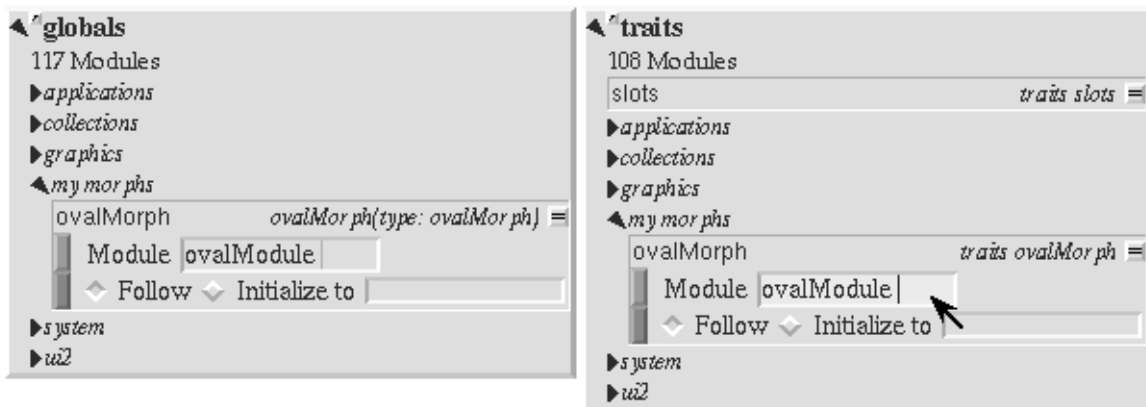 globals
117 Modules
applications
collections
graphics
my morphs
ovalMorph ovalMorph(type: ovalMorph) =
Module ovalModule
Follow Initialize to
system
ui2
traits
108 Modules
slots traits slots =
applications
collections
graphics
my morphs
ovalMorph traits ovalMorph =
Module ovalModule
Follow Initialize to
system
ui2